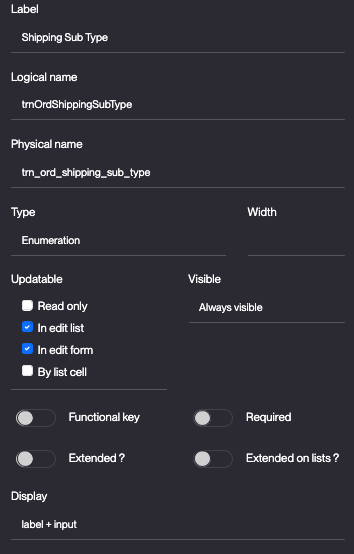 Label
Shipping Sub Type
Logical name
trnOrdShippingSubType
Physical name
trn_ord_shipping_sub_type
Type Width
Enumeration
Updatable Visible
Read only
Always visible
In edit list
In edit form
By list cell
Functional key Required
Extended ? Extended on lists ?
Display
label + input